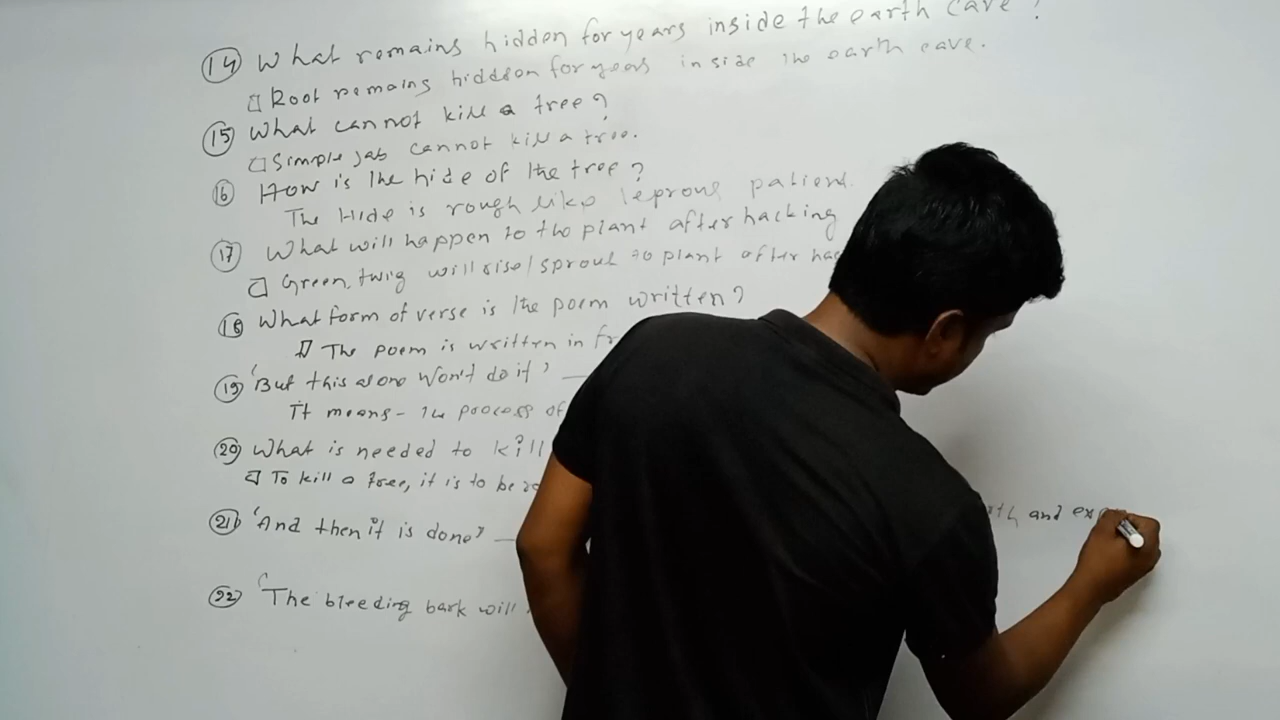 (14) What remains hidden for years inside the earth cave?
Root remains hidden for years inside the earth cave.
(15) What cannot kill a tree?
Simple jab cannot kill a tree.
(16) How is the hide of the tree?
The Hide is rough like leprous patient.
(17) What will happen to the plant after hacking
Green, twig will rise/sprout to plant after hac
(18) What form of verse is the poem written?
The poem is written in fr
(19) 'But this alone won't do it' —
It means - the process of
(20) What is needed to kill
To kill a tree, it is to be ro
(21) 'And then it is done' —
th and ex
(22) 'The bleeding bark will